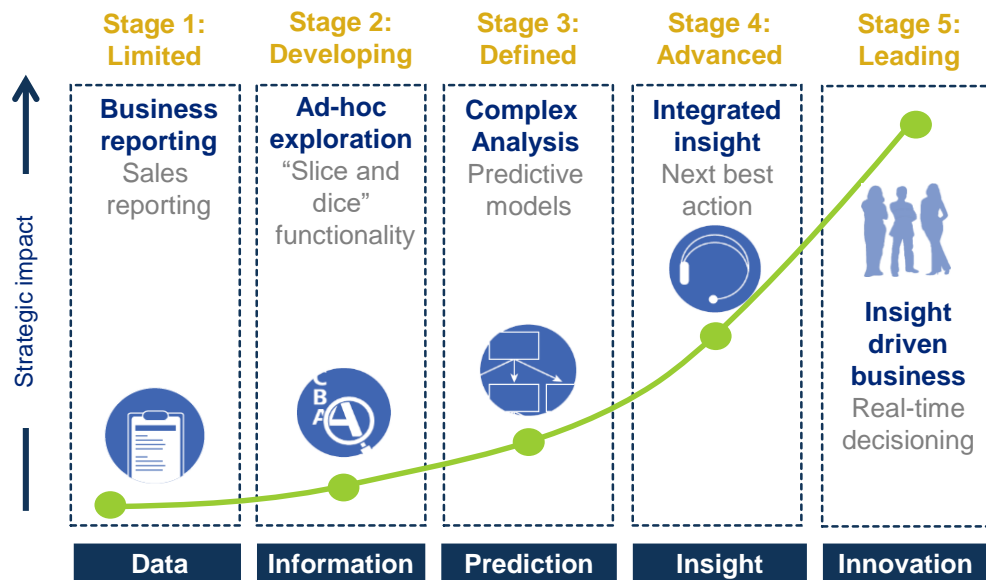 Stage 1:
Limited
Stage 2:
Developing
Stage 3:
Defined
Stage 4:
Advanced
Stage 5:
Leading
Strategic impact
Business
reporting
Sales
reporting
Ad-hoc
exploration
“Slice and
dice”
functionality
Complex
Analysis
Predictive
models
Integrated
insight
Next best
action
Insight
driven
business
Real-time
decisioning
C
B
A
A
Data
Information
Prediction
Insight
Innovation